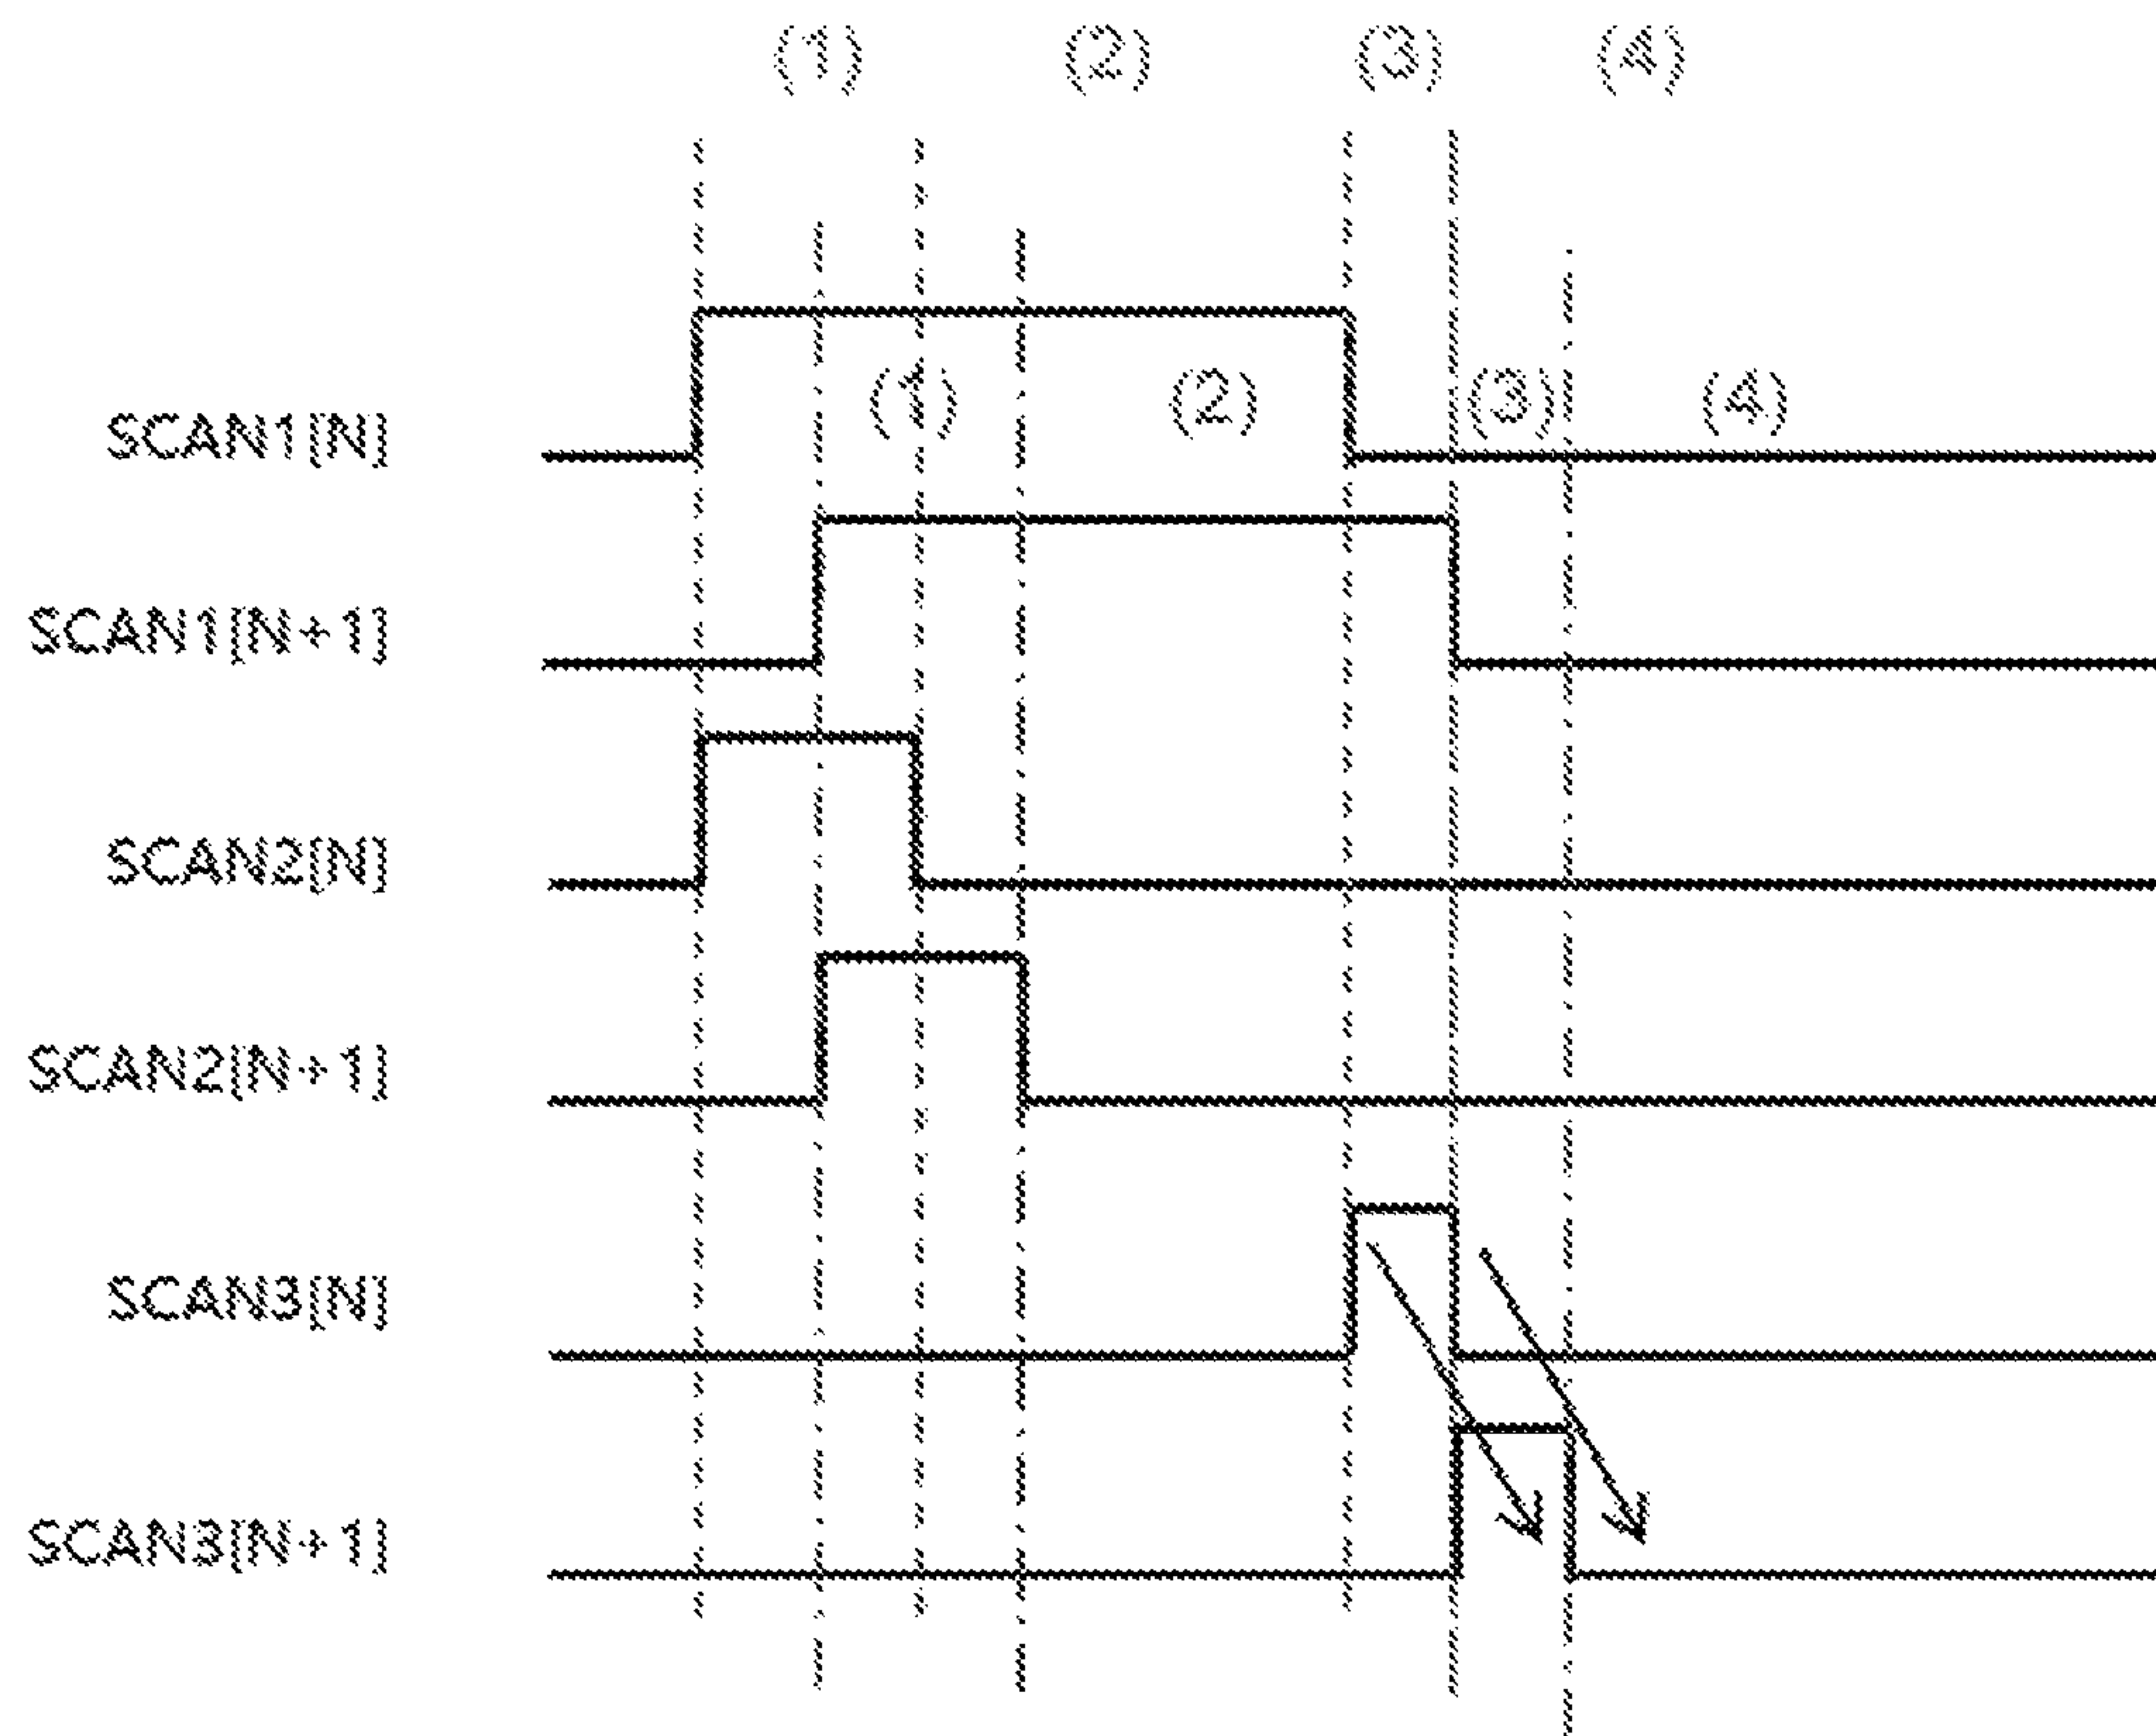 (1) (2) (3) (4)
SCAN1[N]
(1) (2) (3) (4)
SCAN1[N+1]
SCAN2[N]
SCAN2[N+1]
SCAN3[N]
SCAN3[N+1]